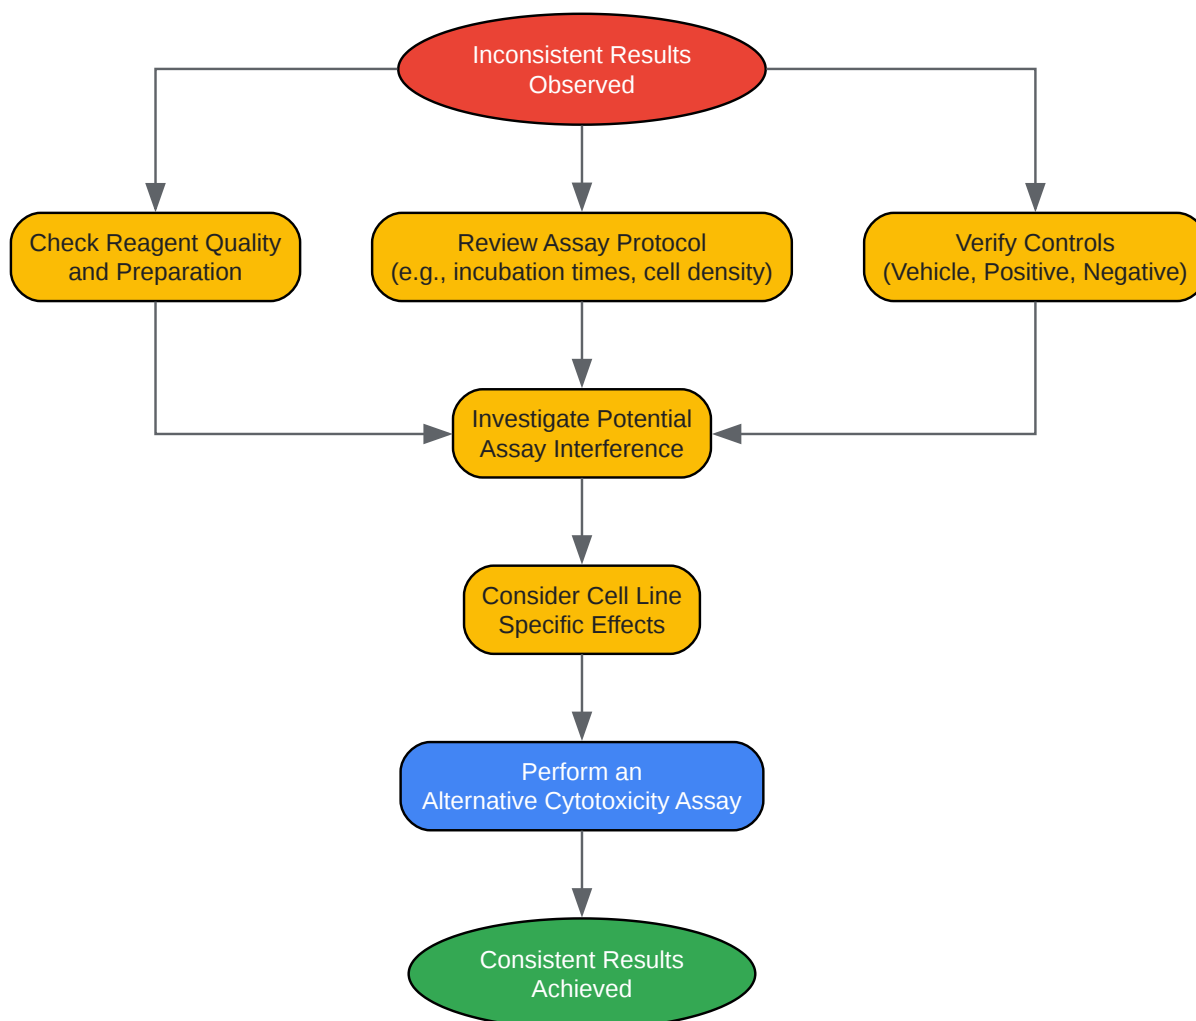 Inconsistent Results
Observed
Check Reagent Quality
and Preparation
Review Assay Protocol
(e.g., incubation times, cell density)
Verify Controls
(Vehicle, Positive, Negative)
Investigate Potential
Assay Interference
Consider Cell Line
Specific Effects
Perform an
Alternative Cytotoxicity Assay
Consistent Results
Achieved